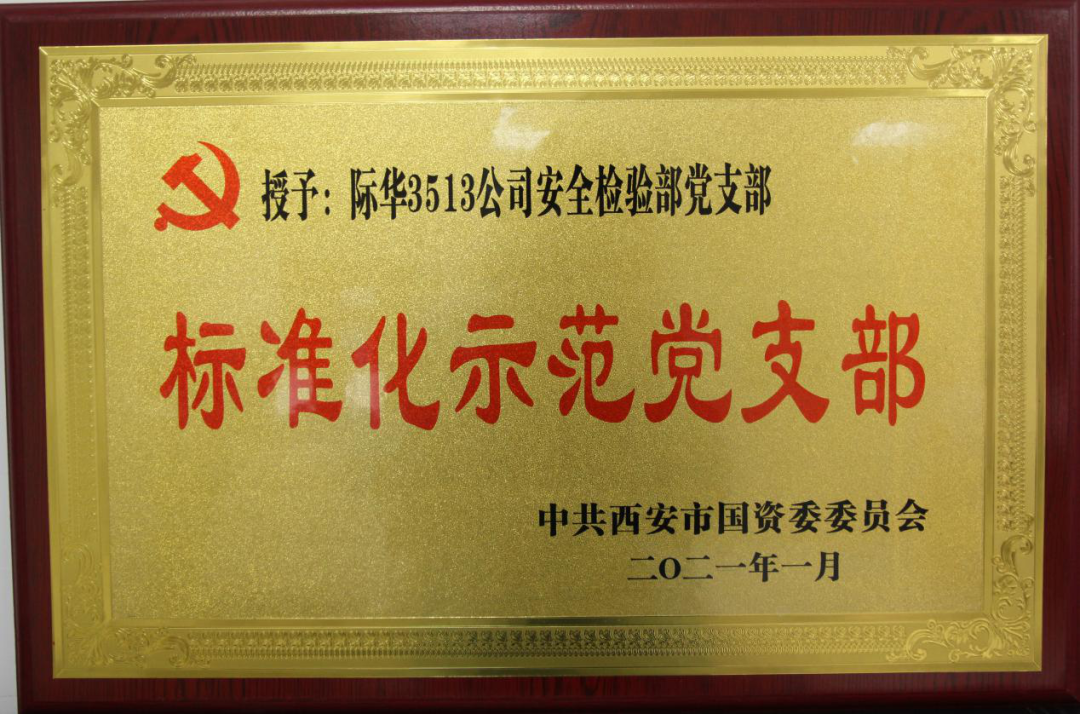 授予：际华3513公司安全检验部党支部
标准化示范党支部
中共西安市国资委委员会
二O二一年一月